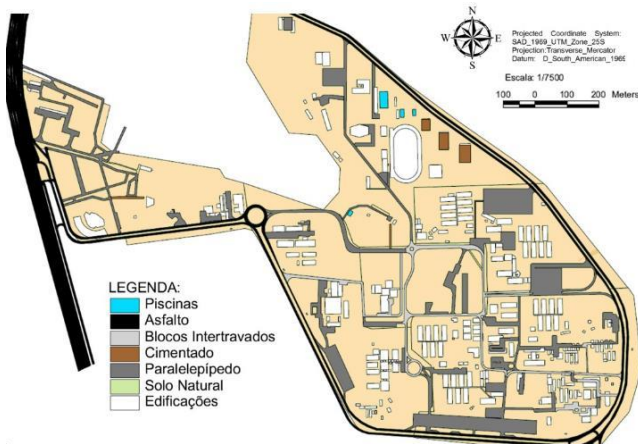 N
W E
S
Projected Coordinate System:
SAD_1969_UTM_Zone_25S
Projection:Transverse_Mercator
Datum: D_South_American_1969
Escala: 1/7500
100 0 100 200 Meters
LEGENDA:
Piscinas
Asfalto
Blocos Intertravados
Cimentado
Paralelepípedo
Solo Natural
Edificações